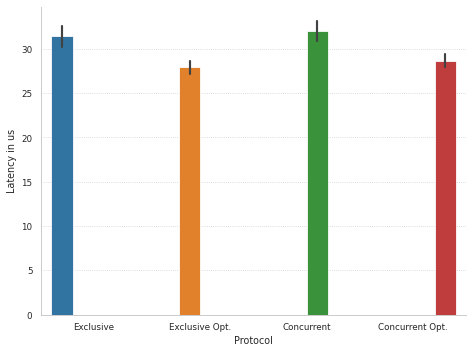 Latency in us
30
25
20
15
10
5
0
Exclusive
Exclusive Opt.
Concurrent
Concurrent Opt.
Protocol